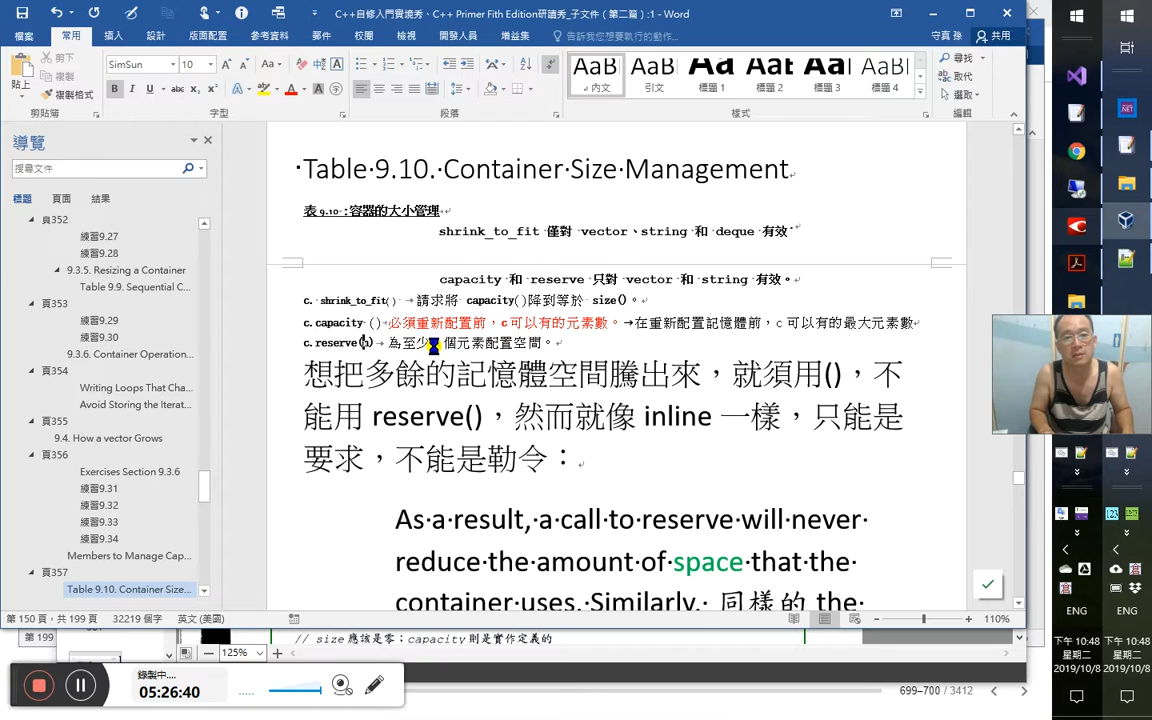 C++自修入門實境秀、C++ Primer Fith Edition研讀秀_子文件（第二篇）:1 - Word
檔案 常用 插入 設計 版面配置 參考資料 郵件 校閱 檢視 開發人員 增益集 告訴我您想要執行的動作... 守真 孫 共用
貼上 剪下 複製 複製格式 剪貼簿
SimSun 10 字型 段落
AaB AaBb Aa AaB AaB AaBb
內文 引文 標題 1 標題 2 標題 3 標題 4 樣式
尋找 取代 選取 編輯
導覽
搜尋文件
標題 頁面 結果
頁352
練習9.27
練習9.28
9.3.5. Resizing a Container
Table 9.9. Sequential C...
頁353
練習9.29
練習9.30
9.3.6. Container Operation...
頁354
Writing Loops That Cha...
Avoid Storing the Iterat...
頁355
9.4. How a vector Grows
頁356
Exercises Section 9.3.6
練習9.31
練習9.32
練習9.33
練習9.34
Members to Manage Cap...
頁357
Table 9.10. Container Size...
Table 9.10. Container Size Management
表 9.10 :容器的大小管理
shrink_to_fit 僅對 vector、string 和 deque 有效
capacity 和 reserve 只對 vector 和 string 有效。
c. shrink_to_fit() → 請求將 capacity()降到等於 size()。
c. capacity ()→必須重新配置前，c 可以有的元素數。→在重新配置記憶體前，c 可以有的最大元素數
c. reserve(n)→ 為至少 個元素配置空間。
想把多餘的記憶體空間騰出來，就須用()，不
能用 reserve()，然而就像 inline 一樣，只能是
要求，不能是勒令：
As a result, a call to reserve will never
reduce the amount of space that the
container uses. Similarly, 同樣的 the
第 150 頁，共 199 頁 32219 個字 英文 (美國) 110%
第 199
// size 應該是零；capacity 則是實作定義的
125%
錄製中....
05:26:40
699–700 / 3412
ENG ENG
下午 10:48 下午 10:48
星期二 星期二
2019/10/8 2019/10/8